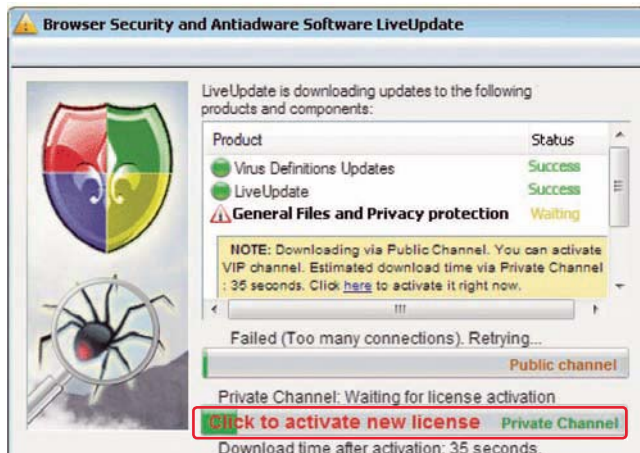 Browser Security and Antiadware Software LiveUpdate
LiveUpdate is downloading updates to the following
products and components:
Product Status
Virus Definitions Updates Success
LiveUpdate Success
General Files and Privacy protection Waiting
NOTE: Downloading via Public Channel. You can activate
VIP channel. Estimated download time via Private Channel
: 35 seconds. Click here to activate it right now.
Failed (Too many connections). Retrying...
Public channel
Private Channel: Waiting for license activation
Click to activate new license Private Channel
Download time after activation: 35 seconds.